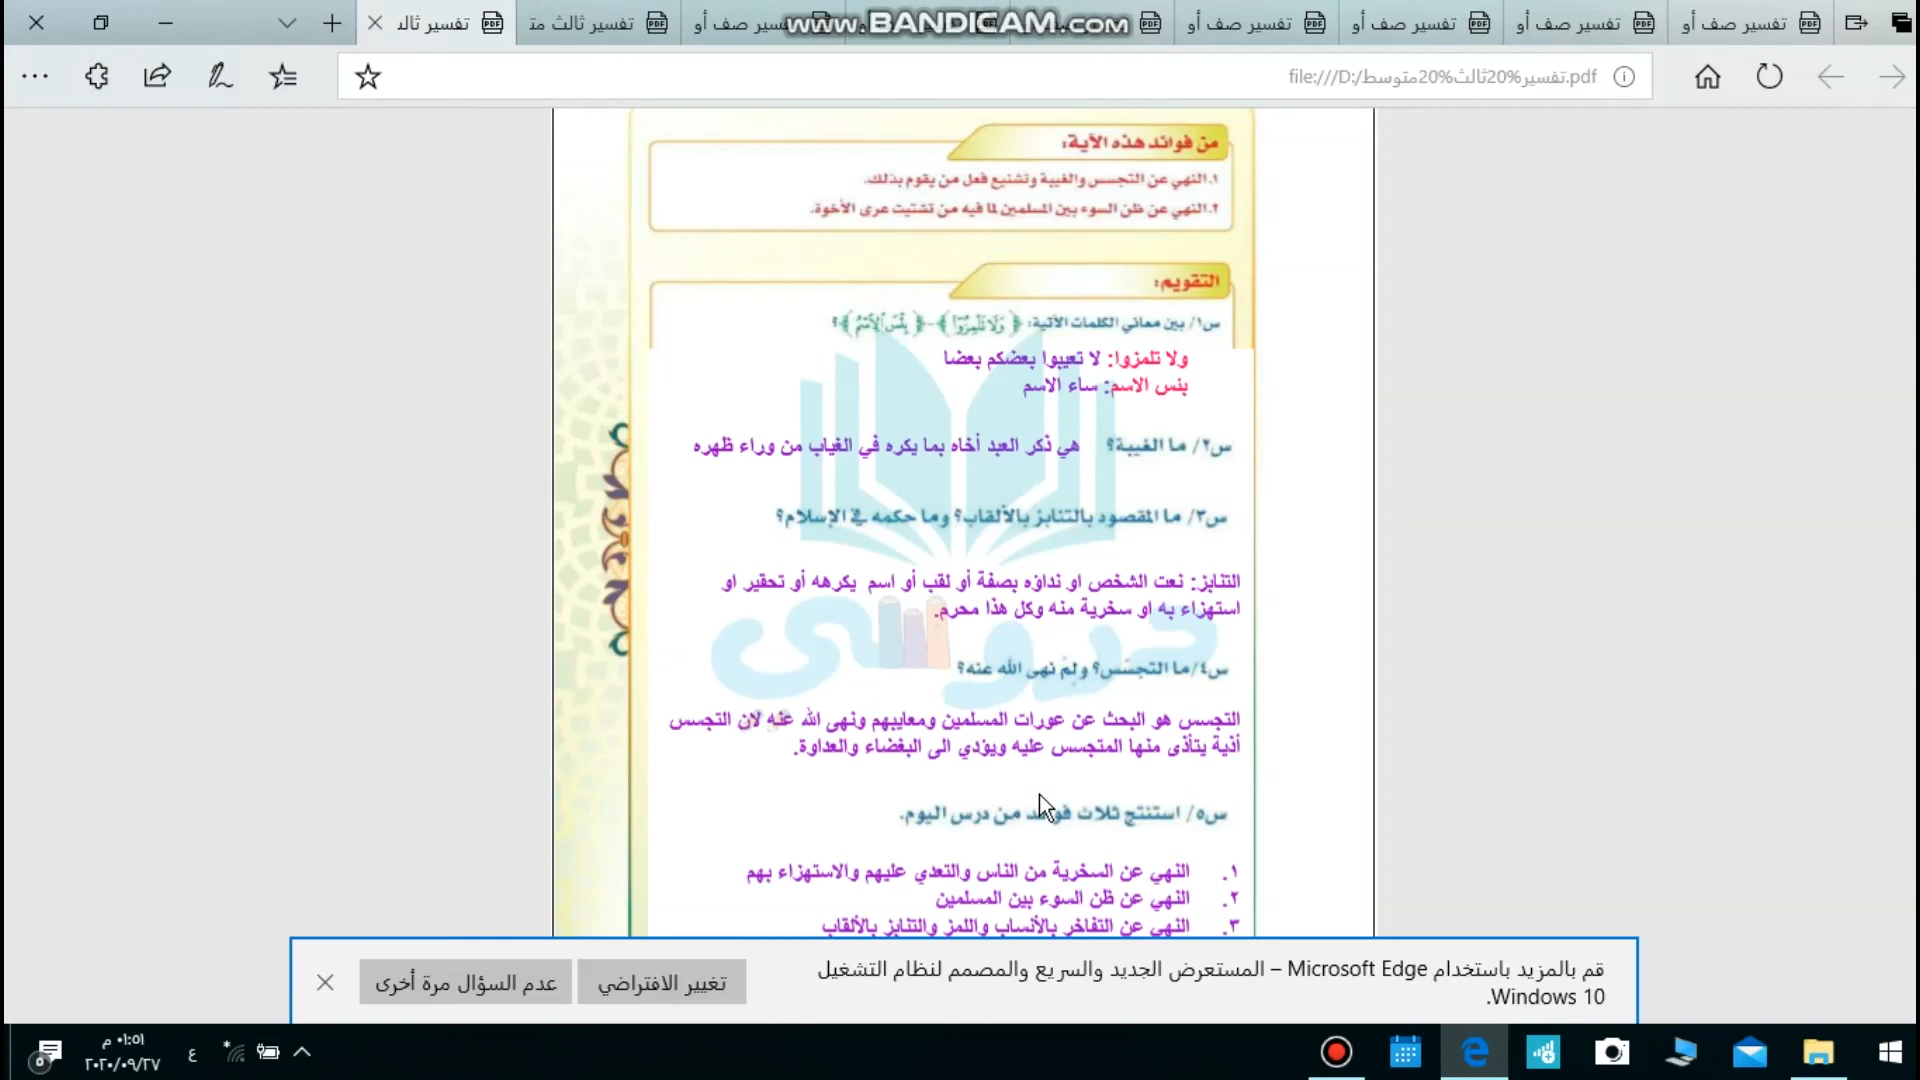 تفسير ثالث
تفسير ثالث مت
تفسير صف أو
www.BANDICAM.com
تفسير صف أو
تفسير صف أو
تفسير صف أو
تفسير صف أو
file:///D:/تفسير%20ثالث%20متوسط.pdf
من فوائد هذه الآية:
١.النهي عن التجسس والغيبة وتشنيع فعل من يقوم بذلك.
٢.النهي عن ظن السوء بين المسلمين لما فيه من تشتيت عرى الأخوة.
التقويم:
س١/ بين معاني الكلمات الآتية: ﴿وَلَا تَلْمِزُوا﴾ - ﴿بِئْسَ الِاسْمُ﴾؟
ولا تلمزوا: لا تعيبوا بعضكم بعضا
بنس الاسم: ساء الاسم
س٢/ ما الغيبة؟ هي ذكر العبد أخاه بما يكره في الغياب من وراء ظهره
س٣/ ما المقصود بالتنابز بالألقاب؟ وما حكمه في الإسلام؟
التنابز: نعت الشخص او نداؤه بصفة أو لقب أو اسم يكرهه أو تحقير او
استهزاء به او سخرية منه وكل هذا محرم.
دروسي
س٤/ما التجسّس؟ ولِمَ نهى الله عنه؟
التجسس هو البحث عن عورات المسلمين ومعايبهم ونهى الله عنه لان التجسس
أذية يتأذى منها المتجسس عليه ويؤدي الى البغضاء والعداوة.
س٥/ استنتج ثلاث فوائد من درس اليوم.
١. النهي عن السخرية من الناس والتعدي عليهم والاستهزاء بهم
٢. النهي عن ظن السوء بين المسلمين
٣. النهي عن التفاخر بالأنساب واللمز والتنابز بالألقاب
قم بالمزيد باستخدام Microsoft Edge – المستعرض الجديد والسريع والمصمم لنظام التشغيل
Windows 10.
تغيير الافتراضي
عدم السؤال مرة أخرى
٠١:٥١ م
٢٠٢٠/٠٩/٢٧
ع
٥